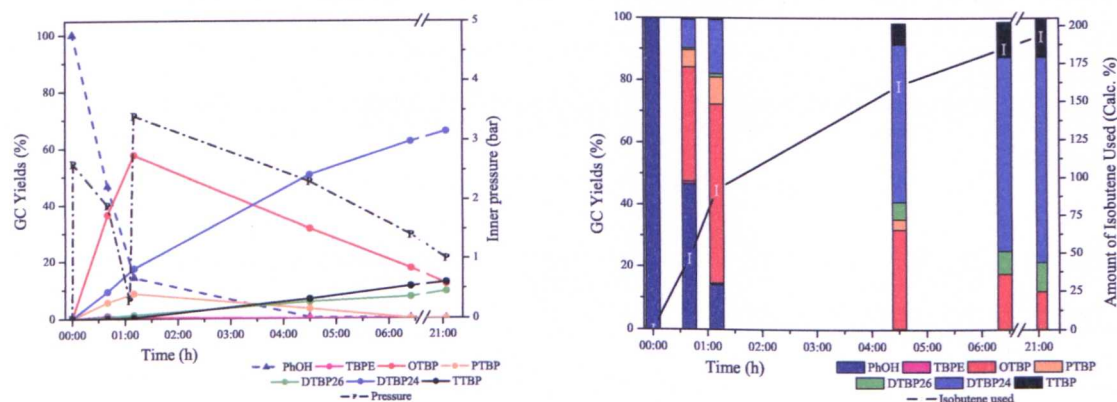 GC Yields (%)
100
80
60
40
20
0
5
4
3
2
1
0
Inner pressure (bar)
P
P
P
P
P
P
P
P
00:00 01:00 02:00 03:00 04:00 05:00 06:00 21:00
Time (h)
PhOH TBPE OTBP PTBP
DTBP26 DTBP24 TTBP
Pressure
GC Yields (%)
100
80
60
40
20
0
200
175
150
125
100
75
50
25
0
Amount of Isobutene Used (Calc. %)
I
I
I
I
I
I
00:00 01:00 02:00 03:00 04:00 05:00 06:00 21:00
Time (h)
PhOH TBPE OTBP PTBP
DTBP26 DTBP24 TTBP
Isobutene used